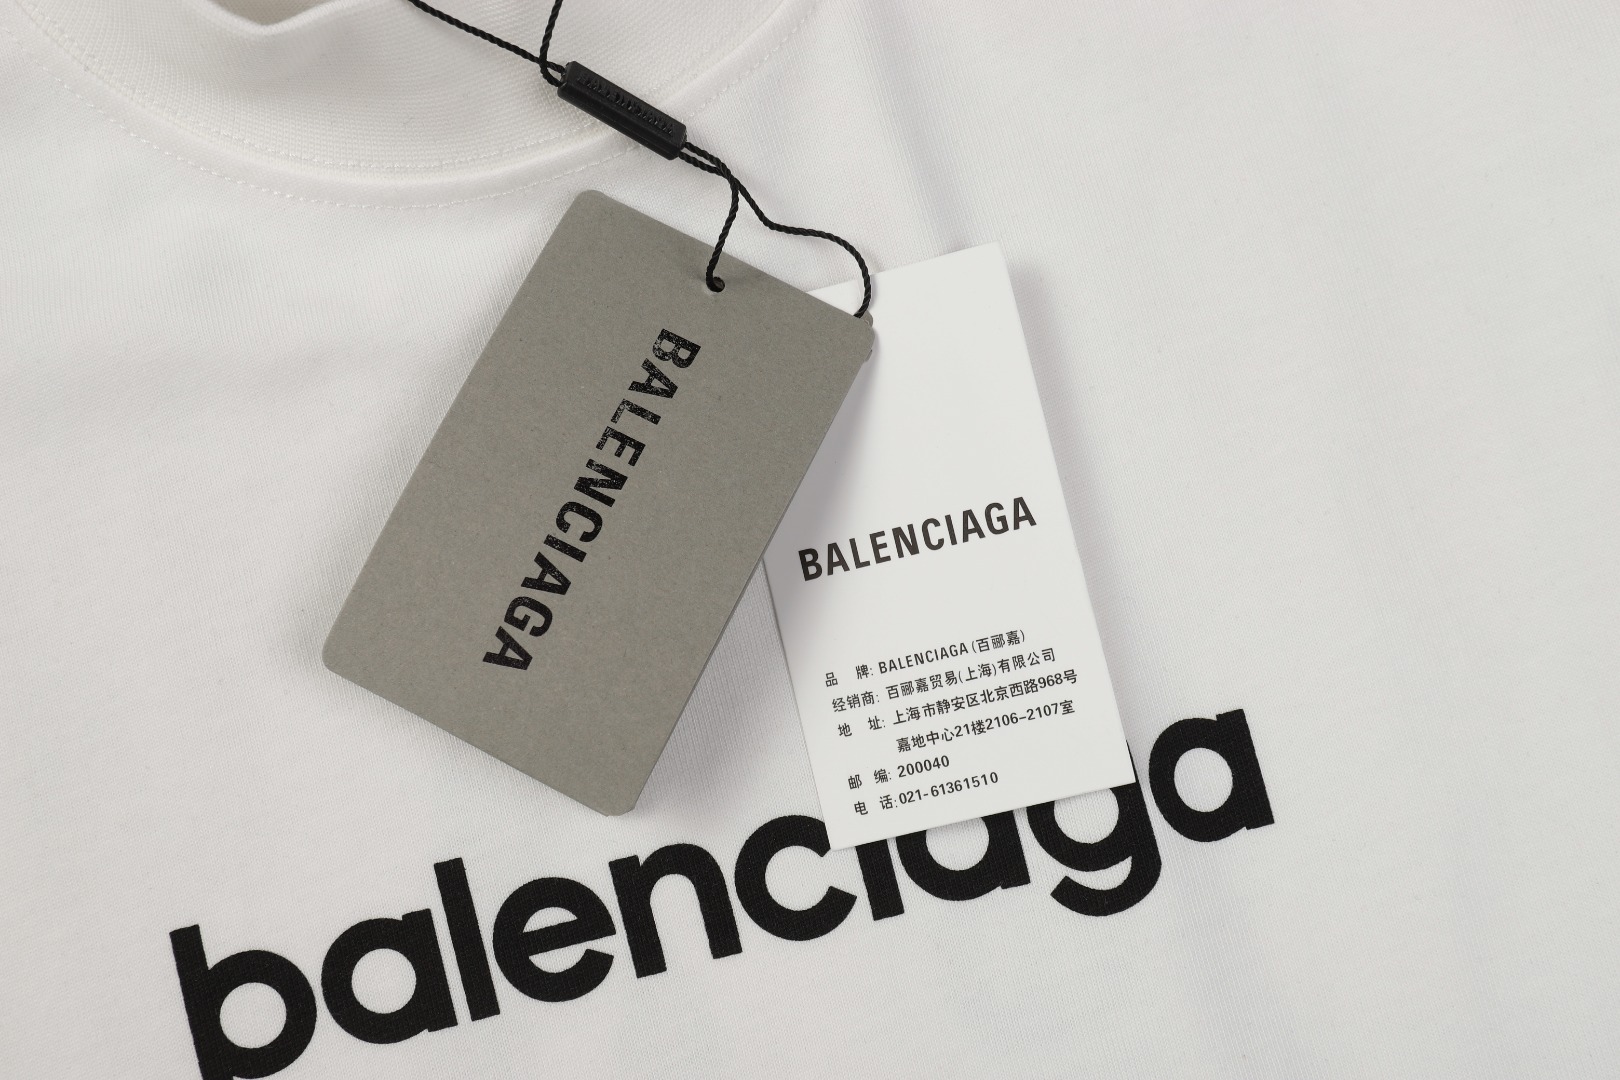 BALENCIAGA
BALENCIAGA
品 牌: BALENCIAGA (百郦嘉)
经销商: 百郦嘉贸易(上海)有限公司
地 址: 上海市静安区北京西路968号
嘉地中心21楼2106-2107室
邮 编: 200040
电 话: 021-61361510
balenciaga